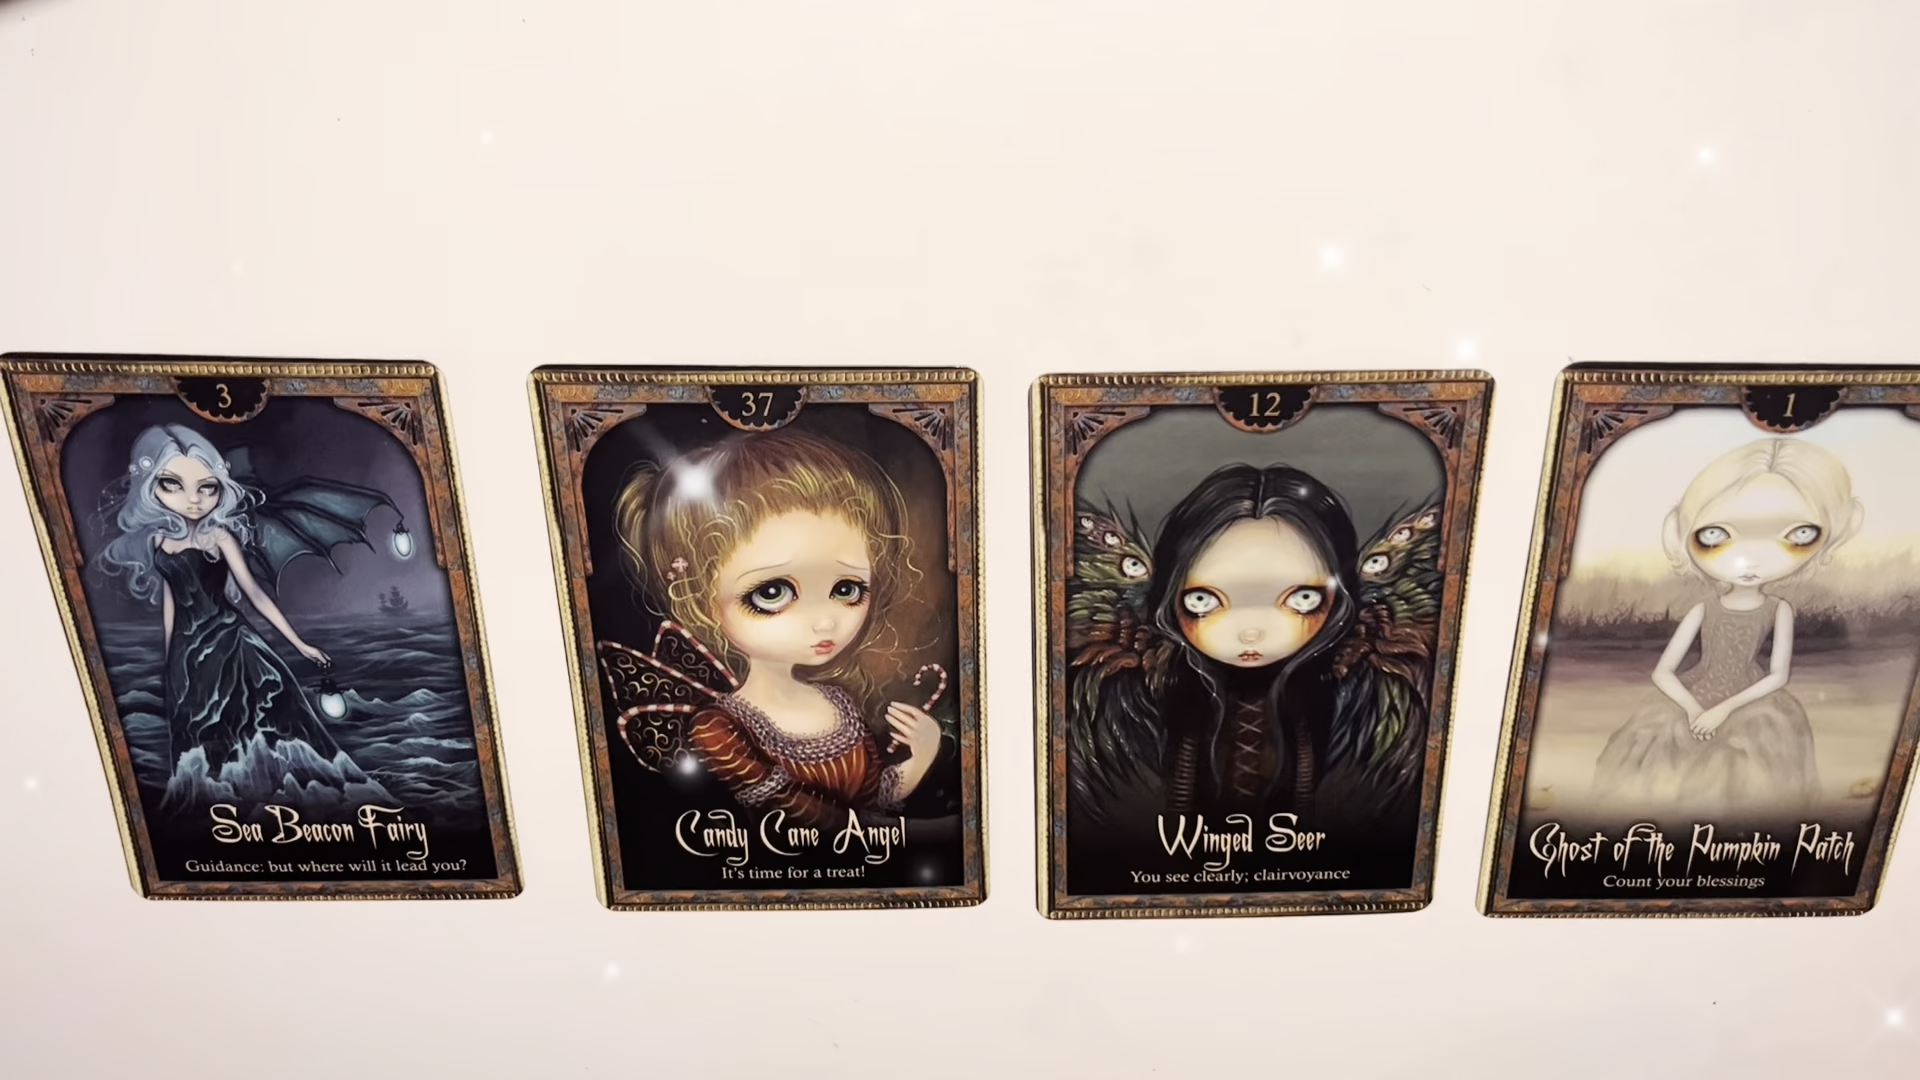 3
Sea Beacon Fairy
Guidance: but where will it lead you?
37
Candy Cane Angel
It's time for a treat!
12
Winged Seer
You see clearly; clairvoyance
1
Ghost of the Pumpkin Patch
Count your blessings